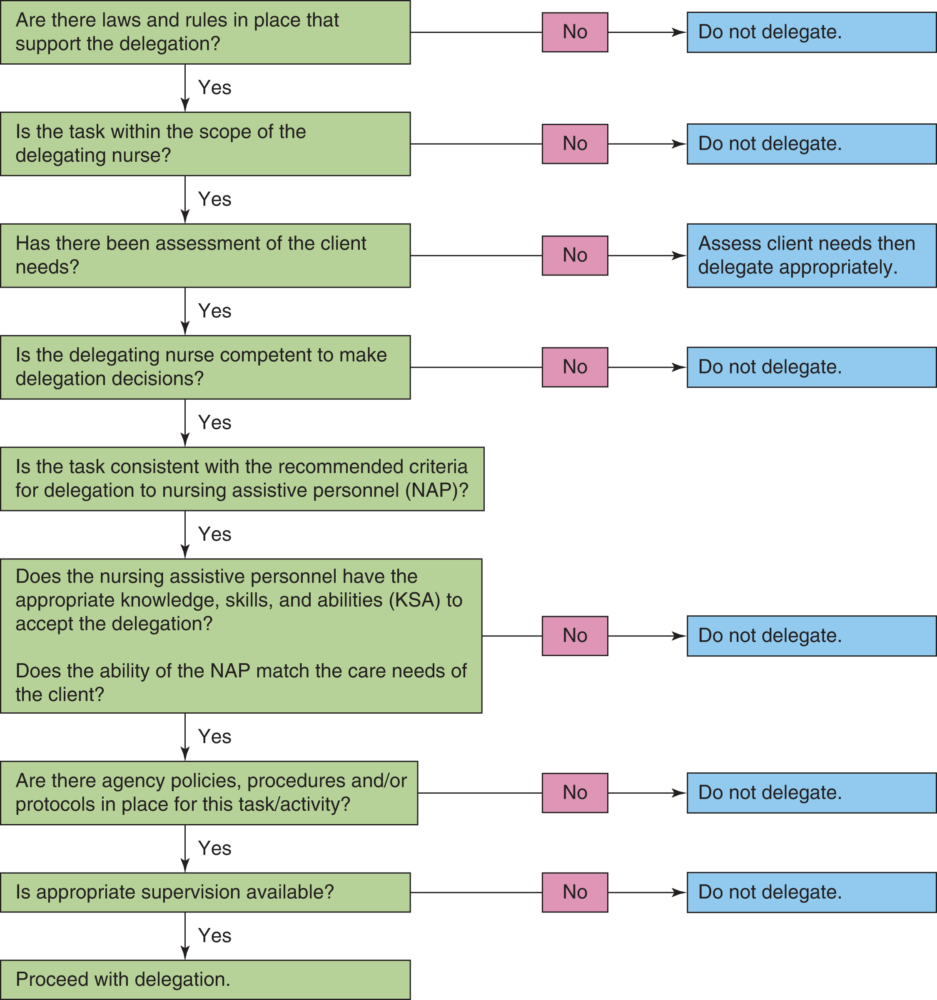 Are there laws and rules in place that
support the delegation?
No
Do not delegate.
Yes
Is the task within the scope of the
delegating nurse?
No
Do not delegate.
Yes
Has there been assessment of the client
needs?
No
Assess client needs then
delegate appropriately.
Yes
Is the delegating nurse competent to make
delegation decisions?
No
Do not delegate.
Yes
Is the task consistent with the recommended criteria
for delegation to nursing assistive personnel (NAP)?
Yes
Does the nursing assistive personnel have the
appropriate knowledge, skills, and abilities (KSA) to
accept the delegation?
Does the ability of the NAP match the care needs of
the client?
No
Do not delegate.
Yes
Are there agency policies, procedures and/or
protocols in place for this task/activity?
No
Do not delegate.
Yes
Is appropriate supervision available?
No
Do not delegate.
Yes
Proceed with delegation.